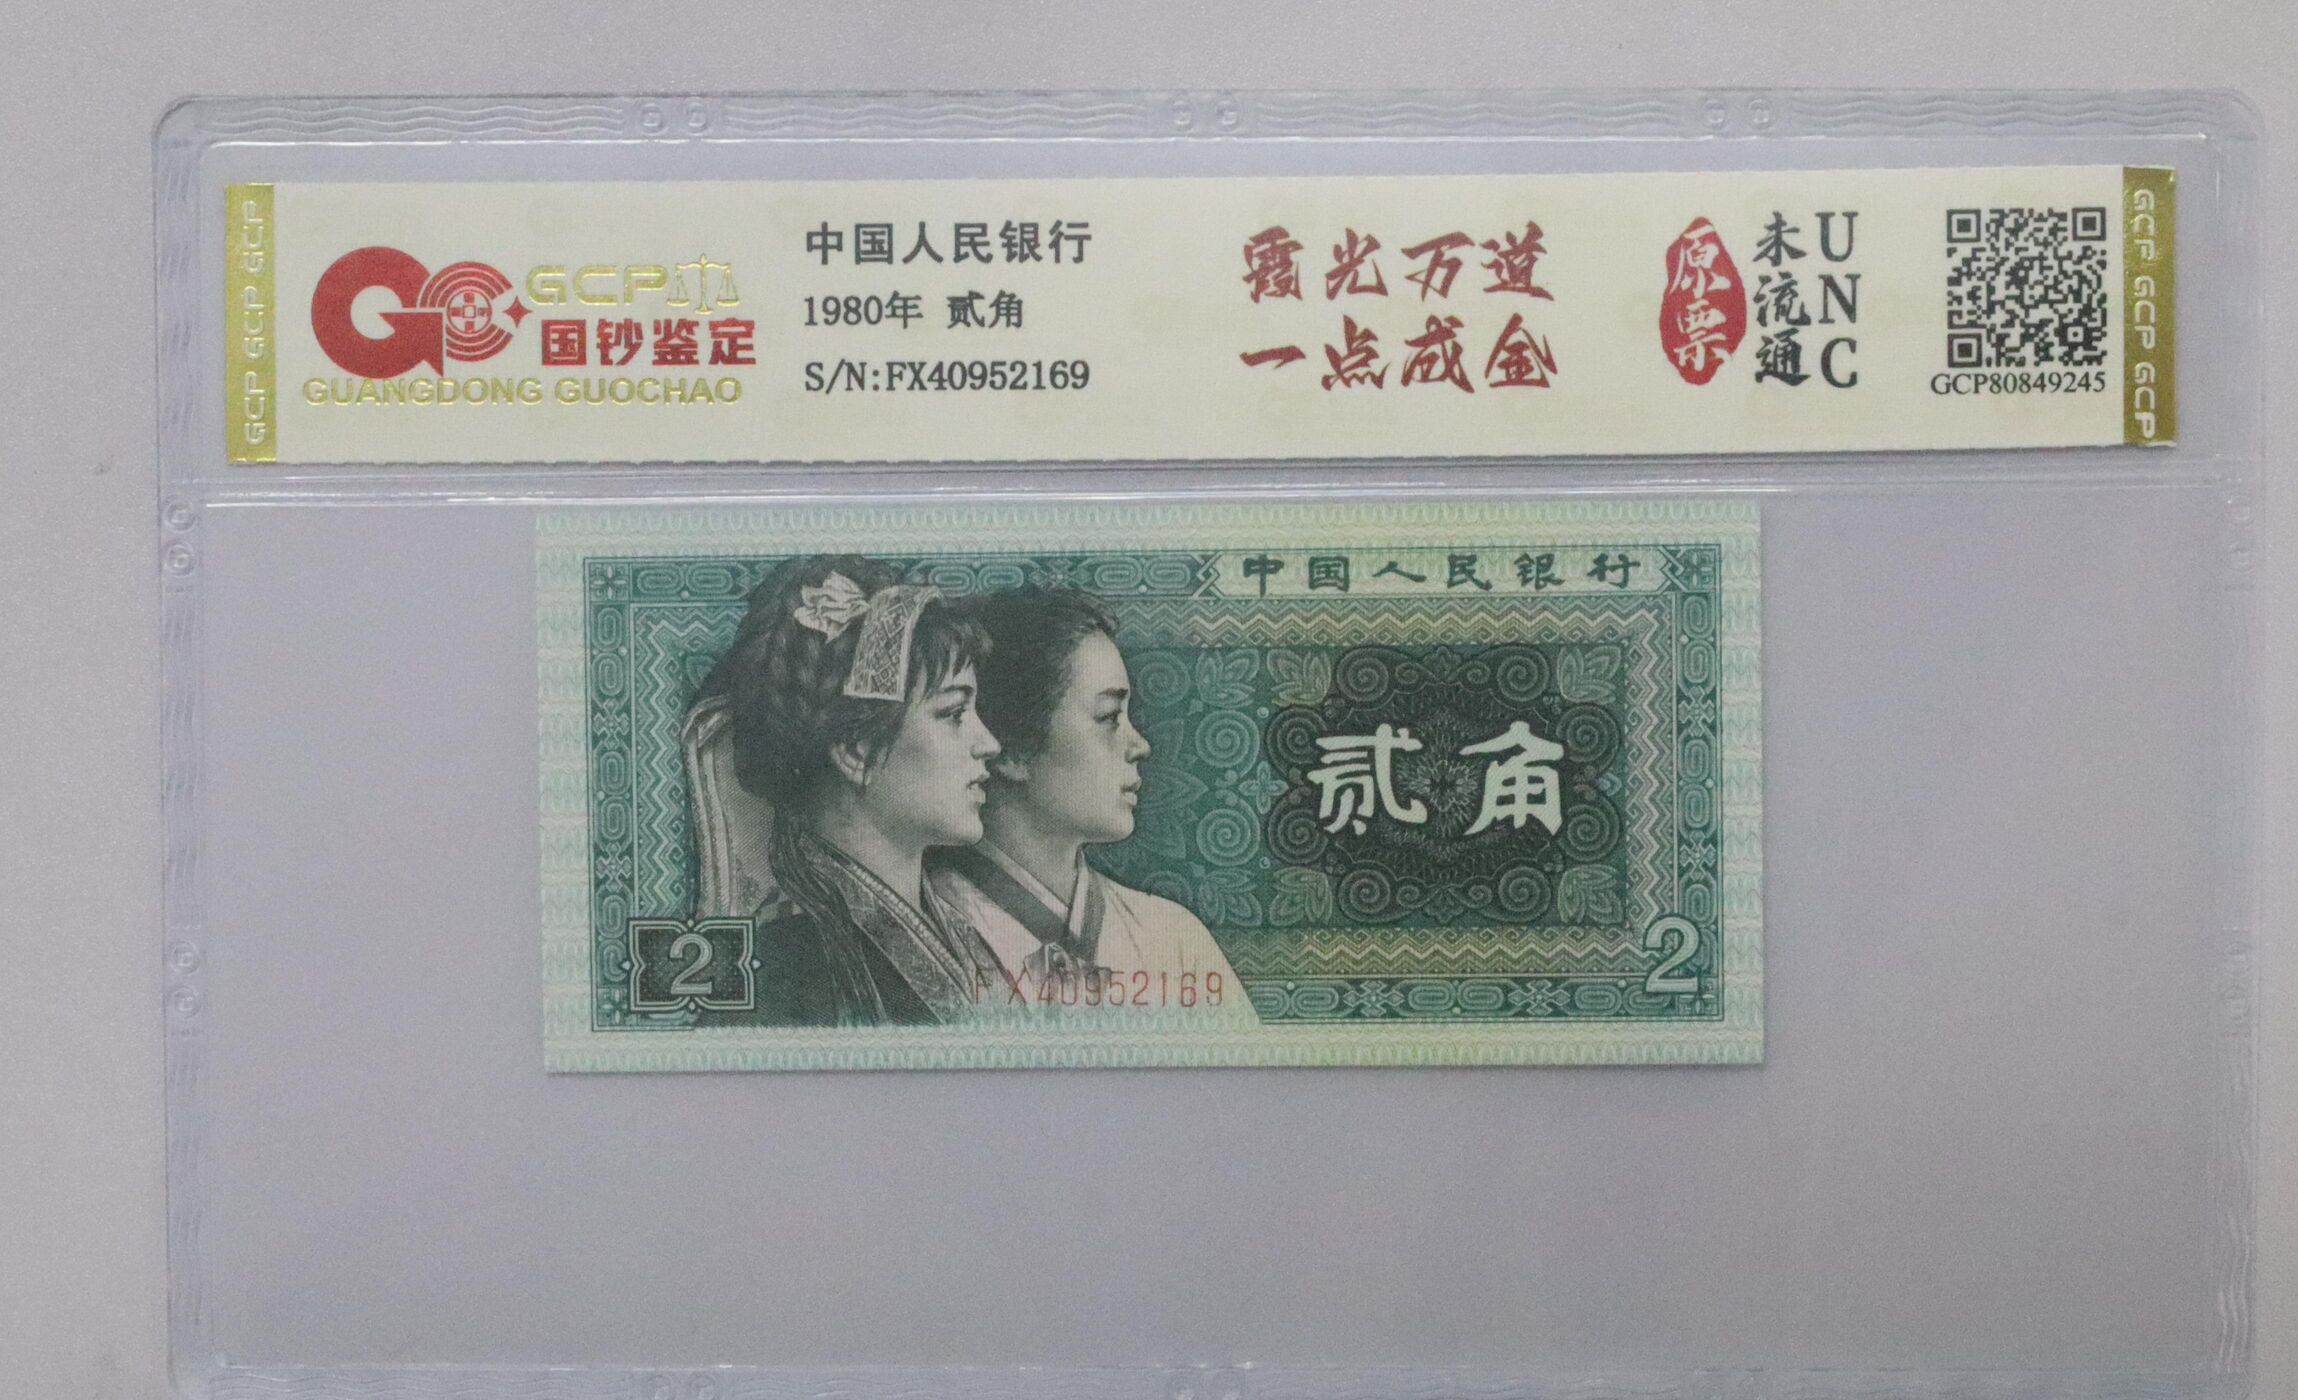 GCP GCP GCP
GCP
国钞鉴定
GUANGDONG GUOCHAO
中国人民银行
1980年 贰角
S/N:FX40952169
霞光万道
一点成金
原票
未流通
UNC
GCP80849245
GCP GCP GCP
中国人民银行
贰角
2
FX40952169
2